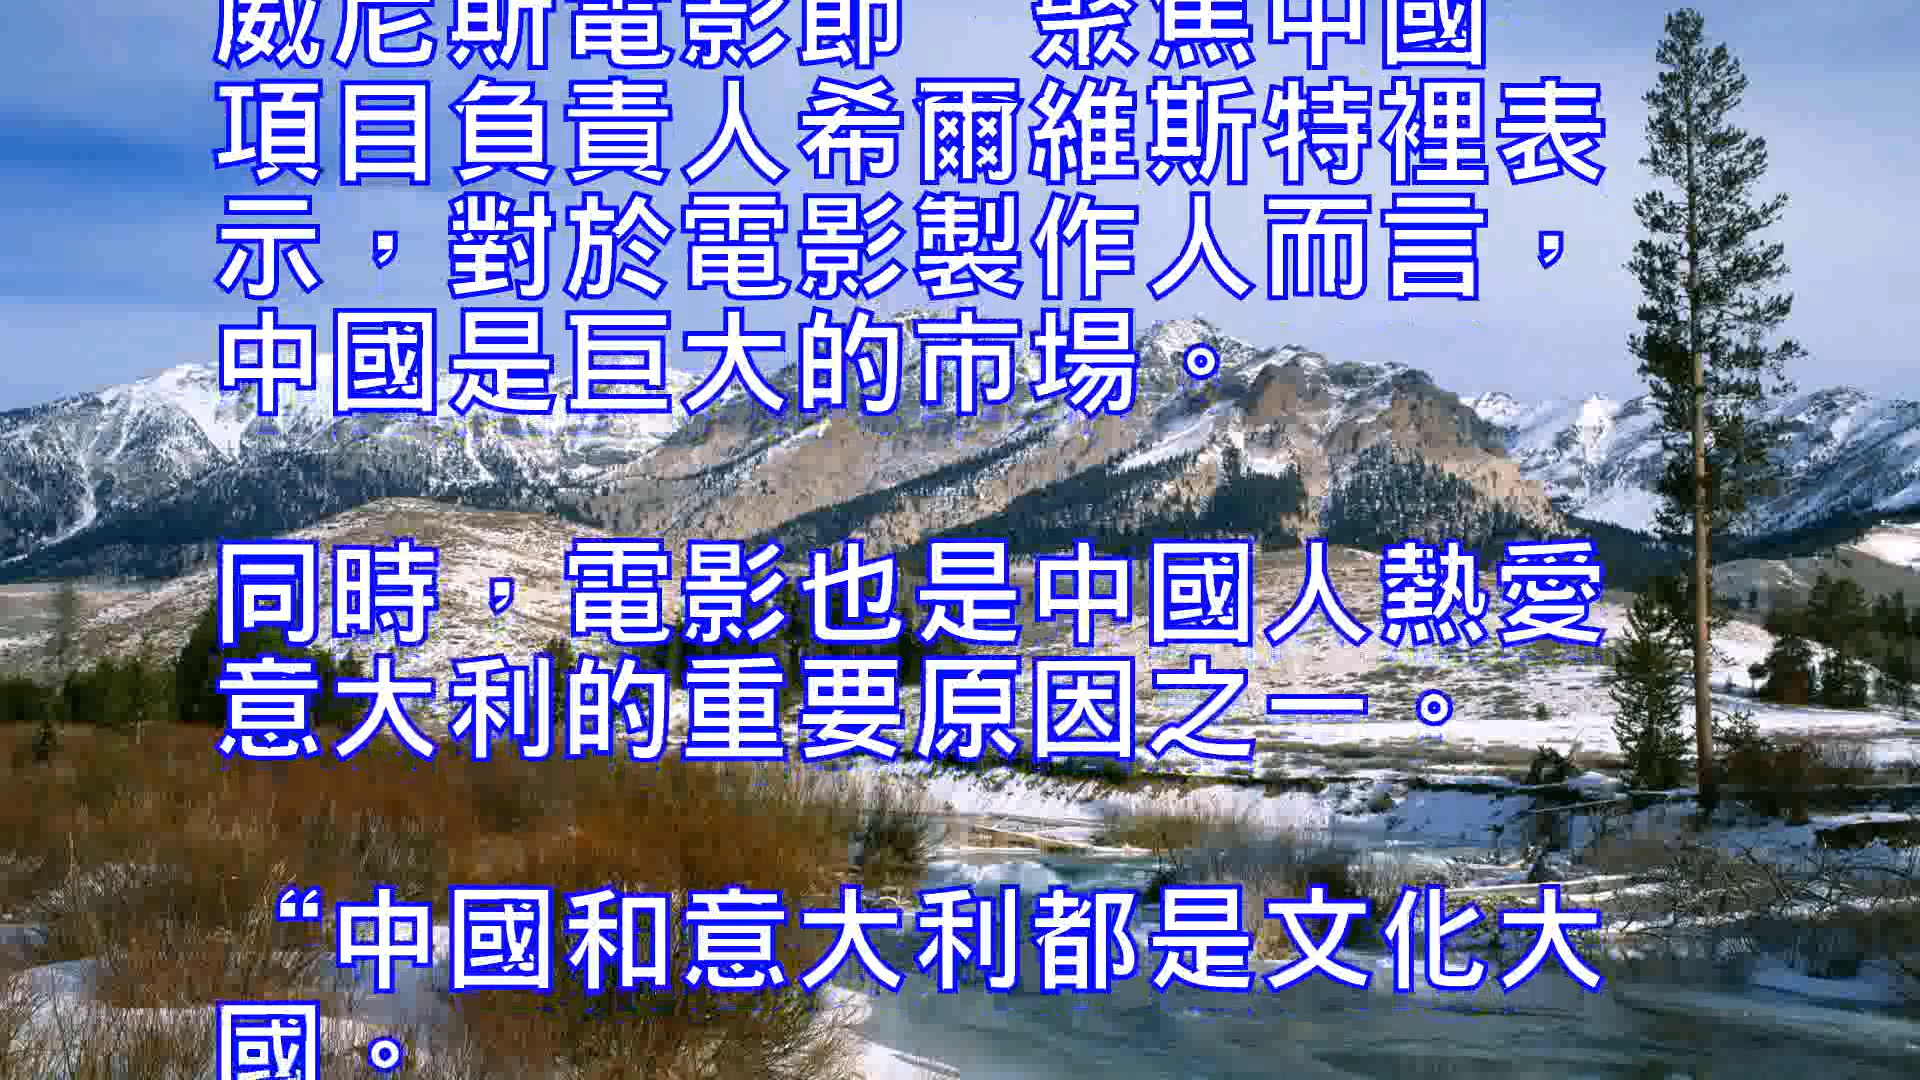 威尼斯電影節　聚焦中國
項目負責人希爾維斯特裡表
示，對於電影製作人而言，
中國是巨大的市場。
同時，電影也是中國人熱愛
意大利的重要原因之一。
“中國和意大利都是文化大
國。